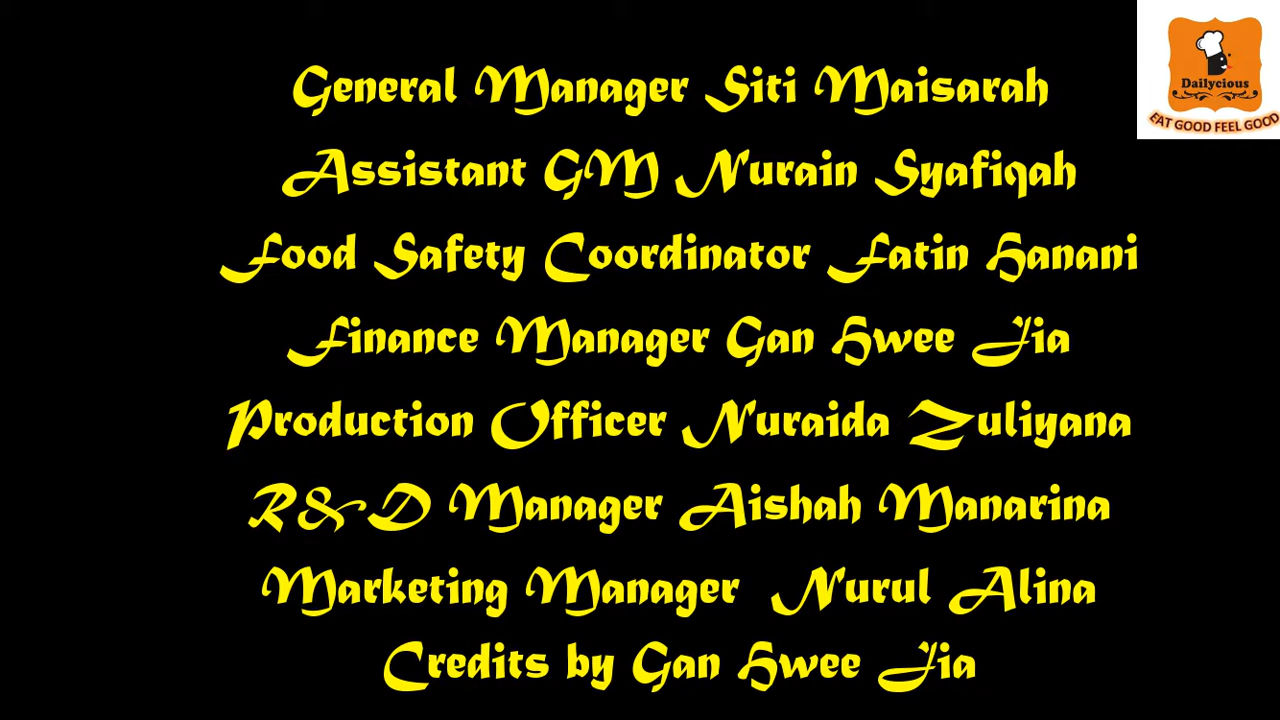 Dailycious
EAT GOOD FEEL GOOD
General Manager Siti Maisarah
Assistant GM Nurain Syafiqah
Food Safety Coordinator Fatin Hanani
Finance Manager Gan Hwee Jia
Production Officer Nuraida Zuliyana
R&D Manager Aishah Manarina
Marketing Manager Nurul Alina
Credits by Gan Hwee Jia